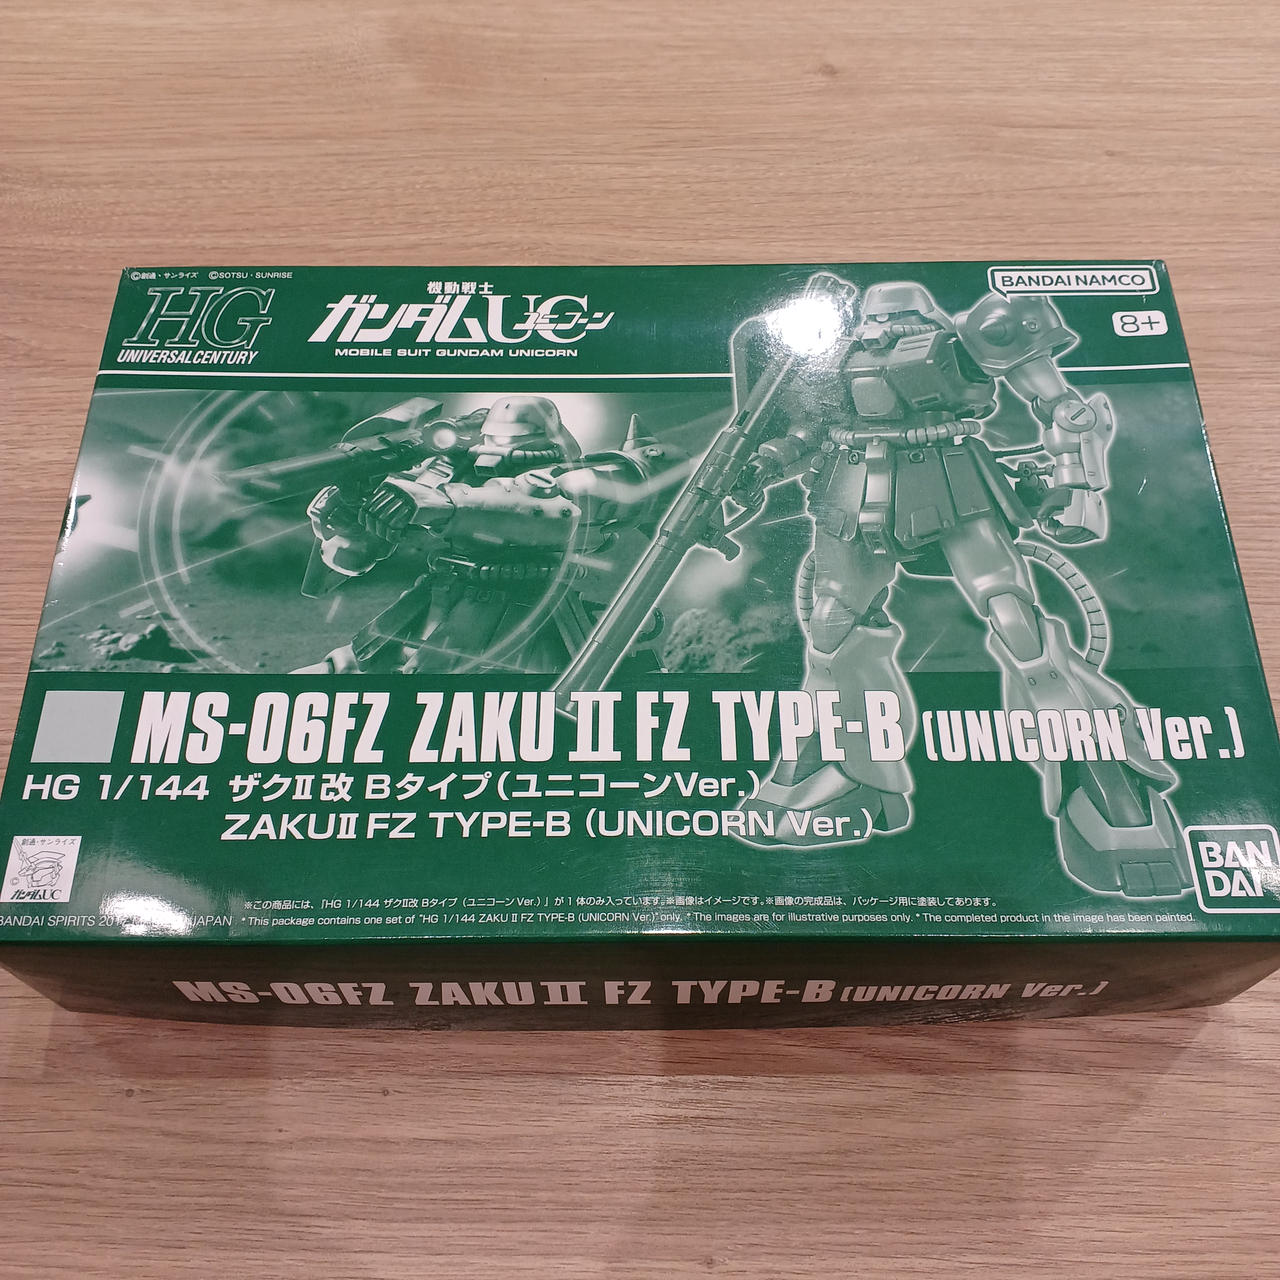 ©創通・サンライズ ©SOTSU・SUNRISE
HG
UNIVERSAL CENTURY
機動戦士
ガンダムUC
ユニコーン
MOBILE SUIT GUNDAM UNICORN
BANDAI NAMCO
8+
MS-06FZ ZAKU II FZ TYPE-B (UNICORN Ver.)
HG 1/144 ザクII改 Bタイプ(ユニコーンVer.)
ZAKU II FZ TYPE-B (UNICORN Ver.)
創通・サンライズ
©
ガンダムUC
BAN
DAI
※この商品には、「HG 1/144 ザクII改 Bタイプ(ユニコーン Ver.)」が1体のみ入っています。※画像はイメージです。※画像の完成品は、パッケージ用に塗装してあります。
BANDAI SPIRITS JAPAN * This package contains one set of "HG 1/144 ZAKU II FZ TYPE-B (UNICORN Ver.)" only. * The images are for illustrative purposes only. * The completed product in the image has been painted.
MS-06FZ ZAKU II FZ TYPE-B (UNICORN Ver.)